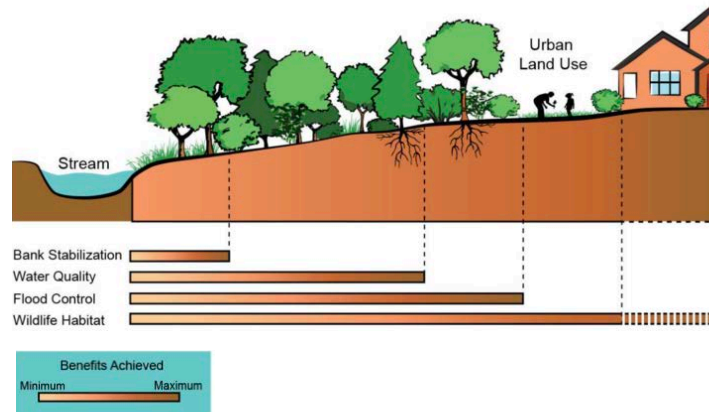 Urban
Land Use
Stream
Bank Stabilization
Water Quality
Flood Control
Wildlife Habitat
Benefits Achieved
Minimum Maximum